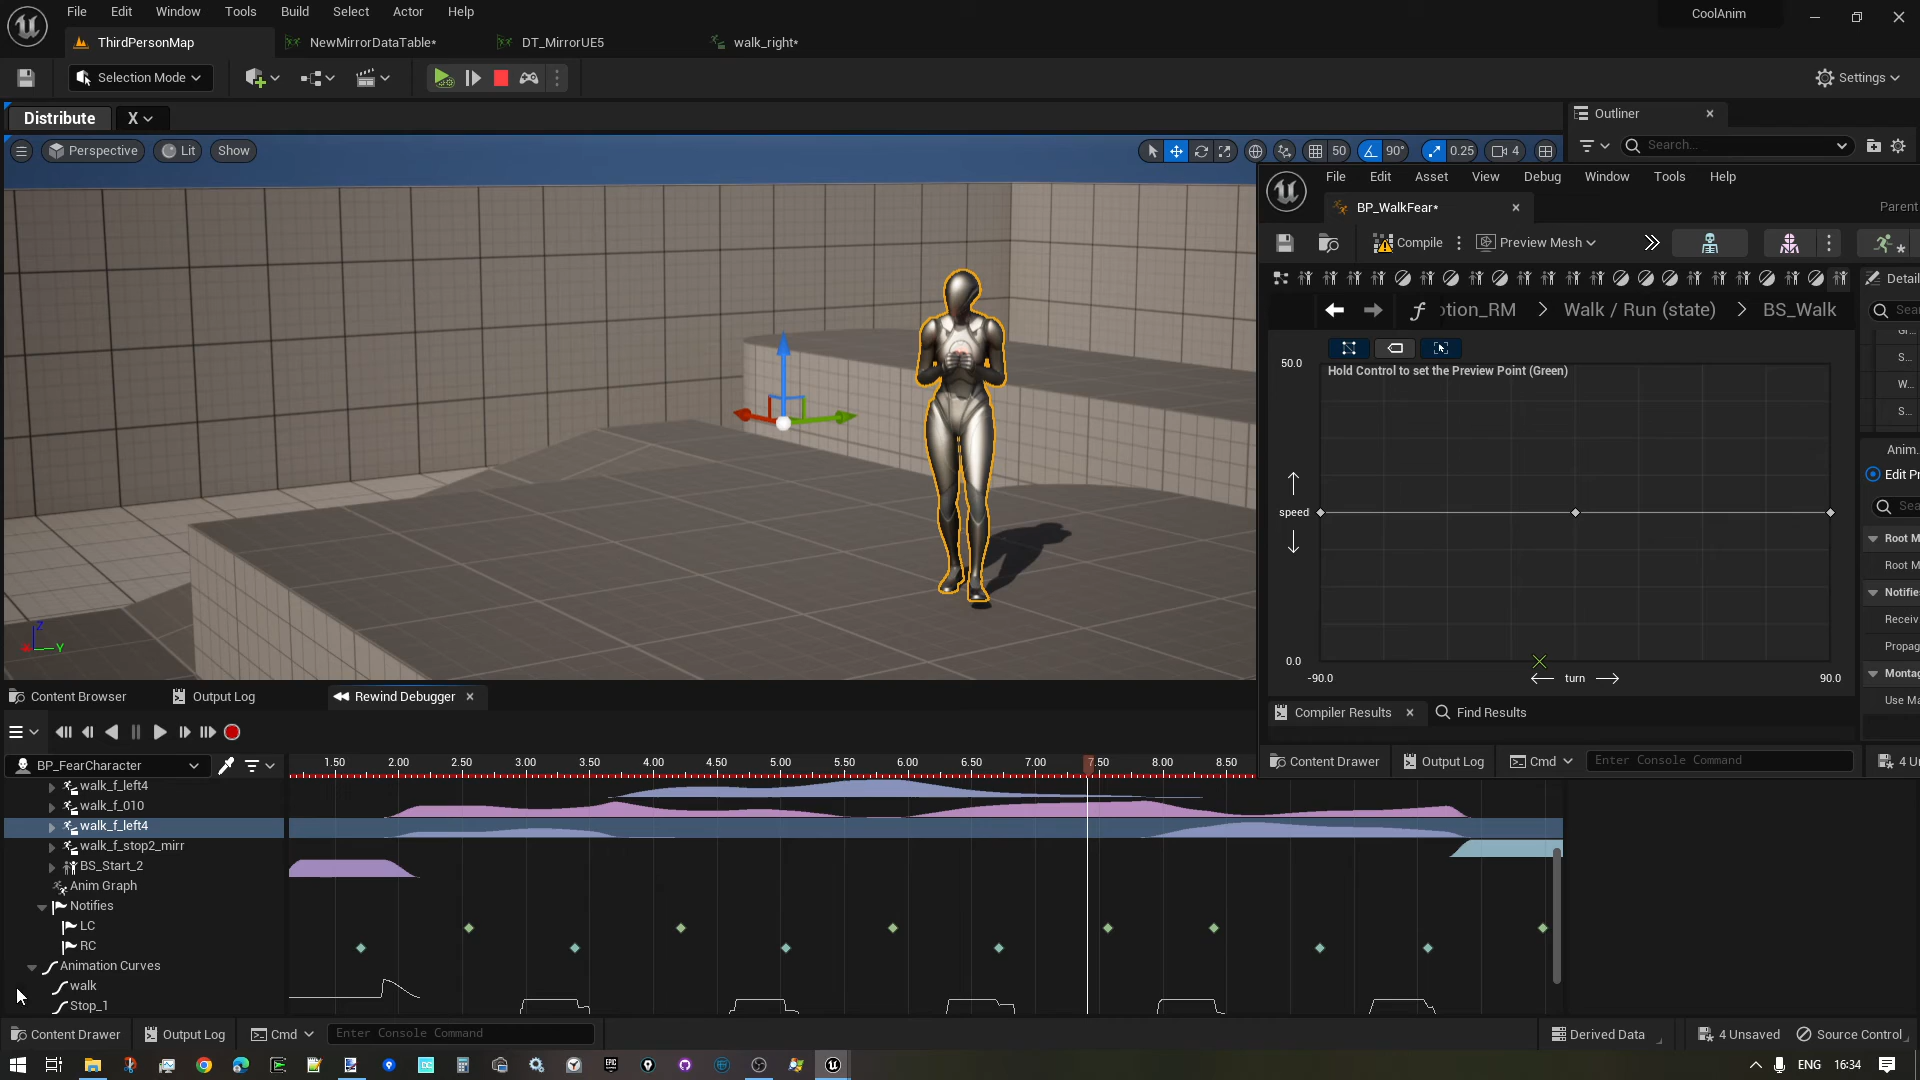 File Edit Window Tools Build Select Actor Help
CoolAnim
ThirdPersonMap
NewMirrorDataTable*
DT_MirrorUE5
walk_right*
Selection Mode
Settings
Distribute
X
Outliner
Perspective
Lit
Show
50
90°
0.25
4
Search...
File Edit Asset View Debug Window Tools Help
BP_WalkFear*
Parent
Compile
Preview Mesh
Detail
otion_RM > Walk / Run (state) > BS_Walk
Sea
50.0
Hold Control to set the Preview Point (Green)
S...
W...
S...
Anim.
Edit Pr
speed
Sea
Root M
Root M
Notifie
Receiv
Propag
0.0
-90.0
turn
90.0
Montag
Use Ma
Z
Y
Content Browser
Output Log
Rewind Debugger
Compiler Results
Find Results
BP_FearCharacter
1.50 2.00 2.50 3.00 3.50 4.00 4.50 5.00 5.50 6.00 6.50 7.00 7.50 8.00 8.50
Content Drawer
Output Log
Cmd
Enter Console Command
4 Un
walk_f_left4
walk_f_010
walk_f_left4
walk_f_stop2_mirr
BS_Start_2
Anim Graph
Notifies
LC
RC
Animation Curves
walk
Stop_1
Content Drawer
Output Log
Cmd
Enter Console Command
Derived Data
4 Unsaved
Source Control
ENG
16:34